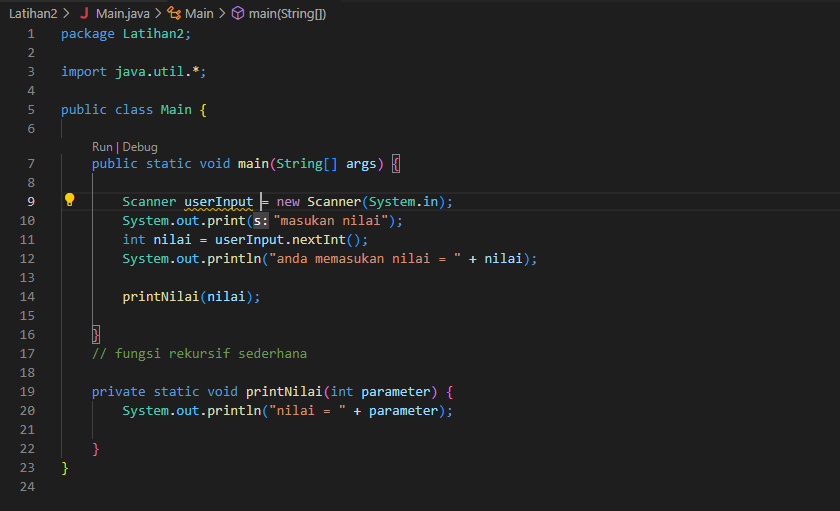 Latihan2 > J Main.java > Main > main(String[])
1 package Latihan2;
2
3 import java.util.*;
4
5 public class Main {
6
Run | Debug
7 public static void main(String[] args) {
8
9 Scanner userInput = new Scanner(System.in);
10 System.out.print(s: "masukan nilai");
11 int nilai = userInput.nextInt();
12 System.out.println("anda memasukan nilai = " + nilai);
13
14 printNilai(nilai);
15
16 }
17 // fungsi rekursif sederhana
18
19 private static void printNilai(int parameter) {
20 System.out.println("nilai = " + parameter);
21
22 }
23 }
24